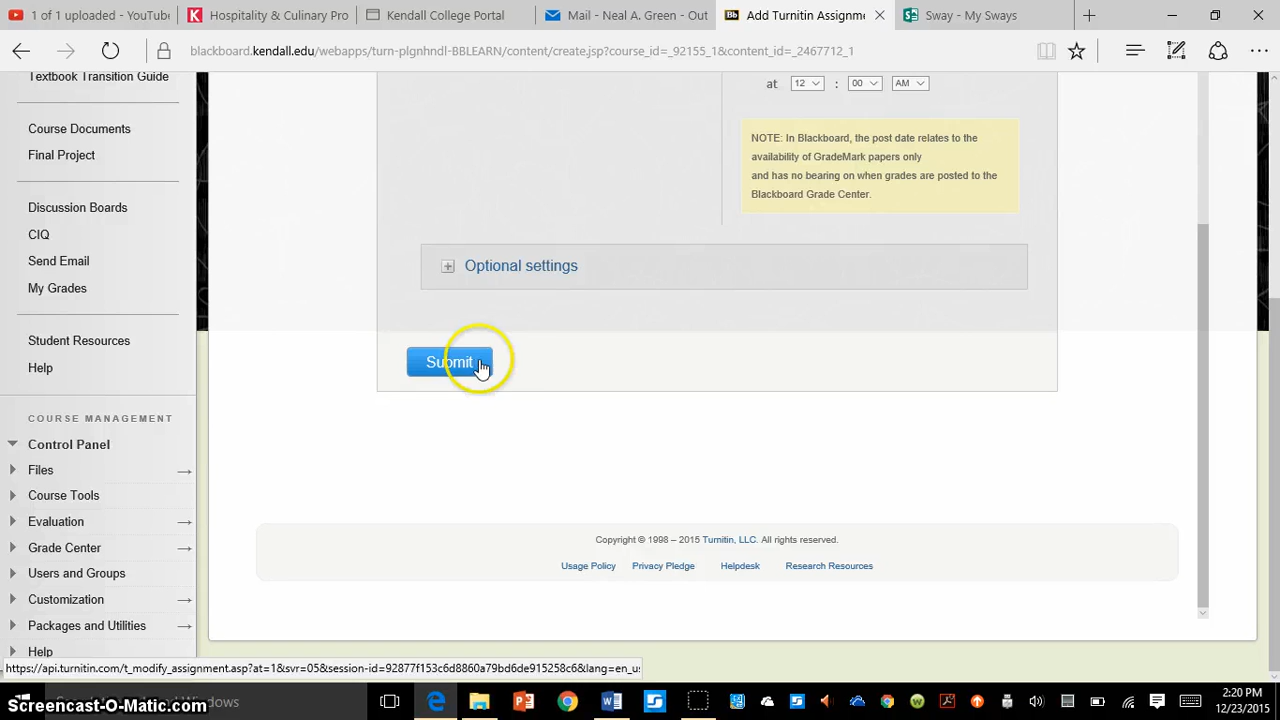 1 of 1 uploaded - YouTube
Hospitality & Culinary Pro
Kendall College Portal
Mail - Neal A. Green - Out
Add Turnitin Assignme
Sway - My Sways
blackboard.kendall.edu/webapps/turn-plgnhndl-BBLEARN/content/create.jsp?course_id=_92155_1&content_id=_2467712_1
Textbook Transition Guide
Course Documents
Final Project
Discussion Boards
CIQ
Send Email
My Grades
Student Resources
Help
COURSE MANAGEMENT
Control Panel
Files
Course Tools
Evaluation
Grade Center
Users and Groups
Customization
Packages and Utilities
Help
at 12 : 00 AM
NOTE: In Blackboard, the post date relates to the
availability of GradeMark papers only
and has no bearing on when grades are posted to the
Blackboard Grade Center.
Optional settings
Submit
Copyright © 1998 – 2015 Turnitin, LLC. All rights reserved.
Usage Policy Privacy Pledge Helpdesk Research Resources
https://api.turnitin.com/t_modify_assignment.asp?at=1&svr=05&session-id=92877f153c6d8860a79bd6de915258c6&lang=en_us
Windows
Screencast-O-Matic.com
2:20 PM
12/23/2015